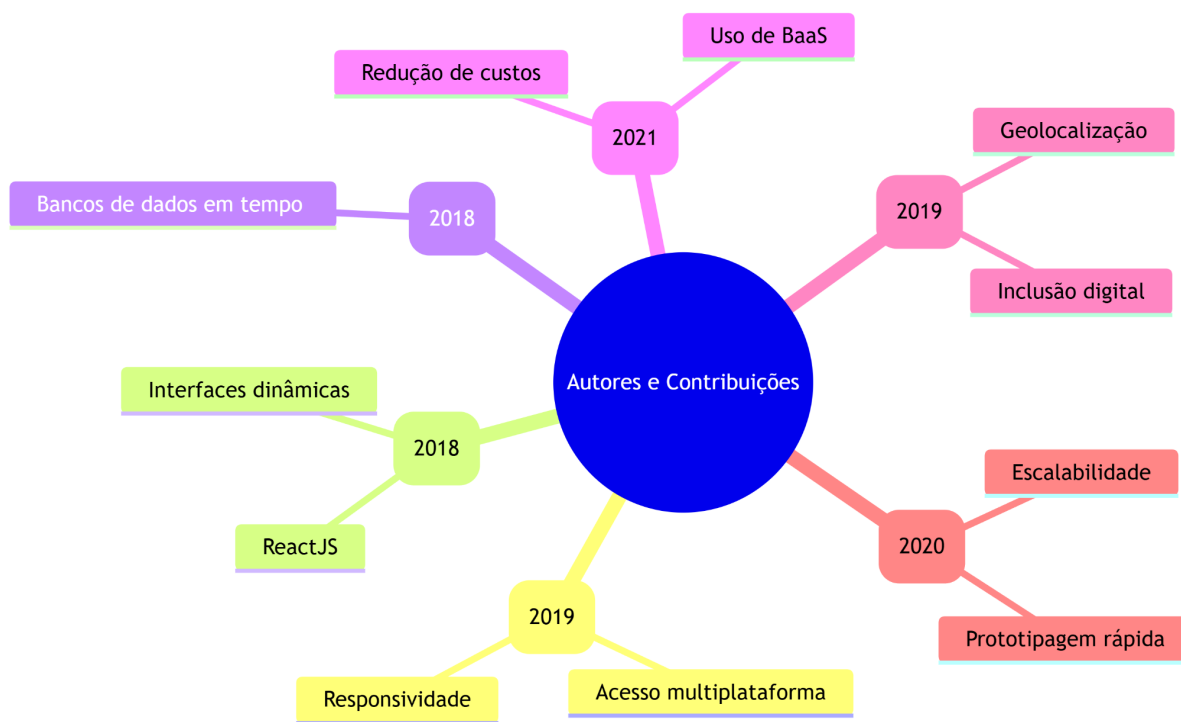 Uso de BaaS
Redução de custos
2021
Geolocalização
2019
Inclusão digital
Bancos de dados em tempo
2018
Autores e Contribuições
Interfaces dinâmicas
2018
ReactJS
Escalabilidade
2020
Prototipagem rápida
2019
Responsividade
Acesso multiplataforma